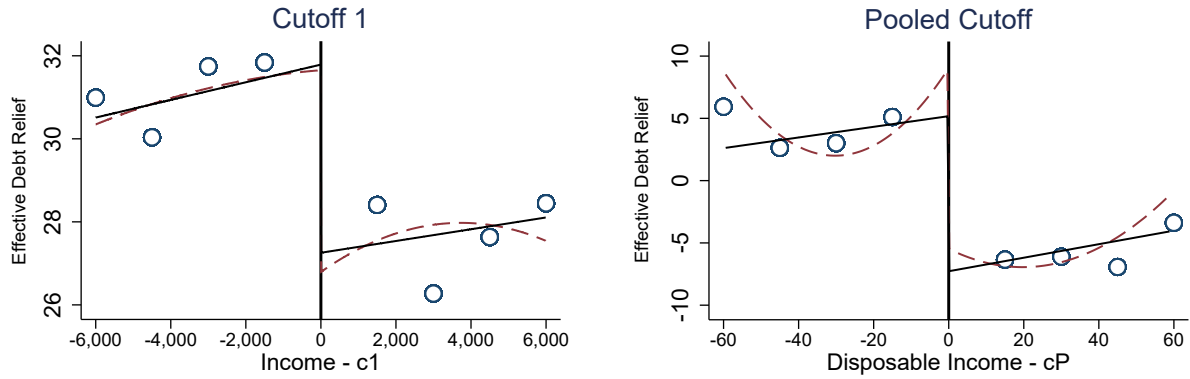 Cutoff 1
Effective Debt Relief
32
30
28
26
-6,000 -4,000 -2,000 0 2,000 4,000 6,000
Income - c1
Pooled Cutoff
Effective Debt Relief
10
5
0
-5
-10
-60 -40 -20 0 20 40 60
Disposable Income - cP